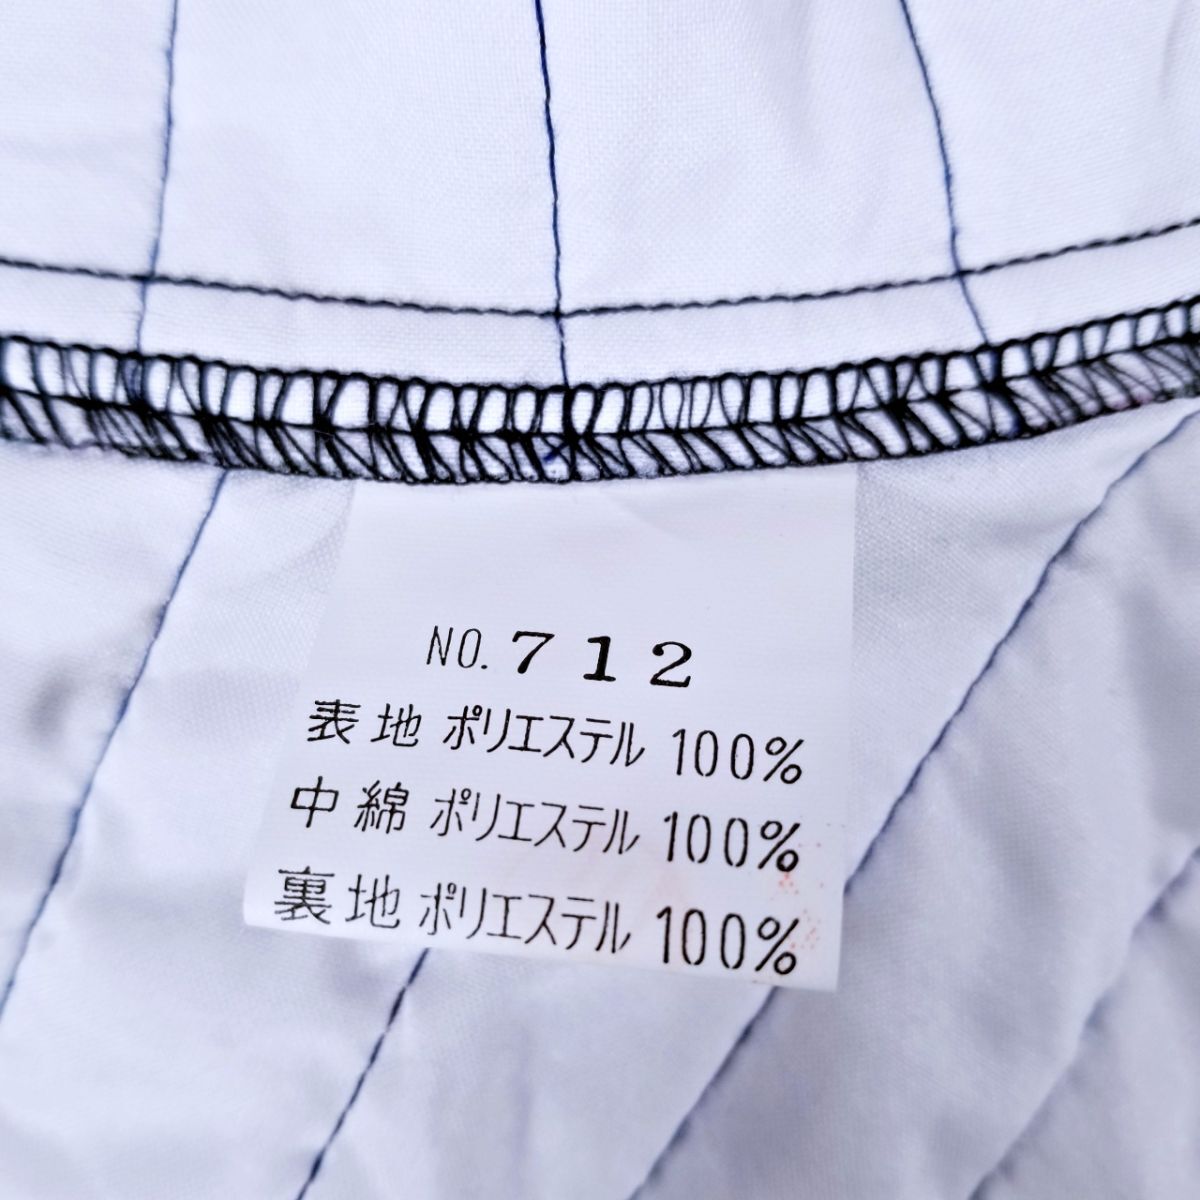 NO. 712
表地 ポリエステル 100%
中綿 ポリエステル 100%
裏地 ポリエステル 100%